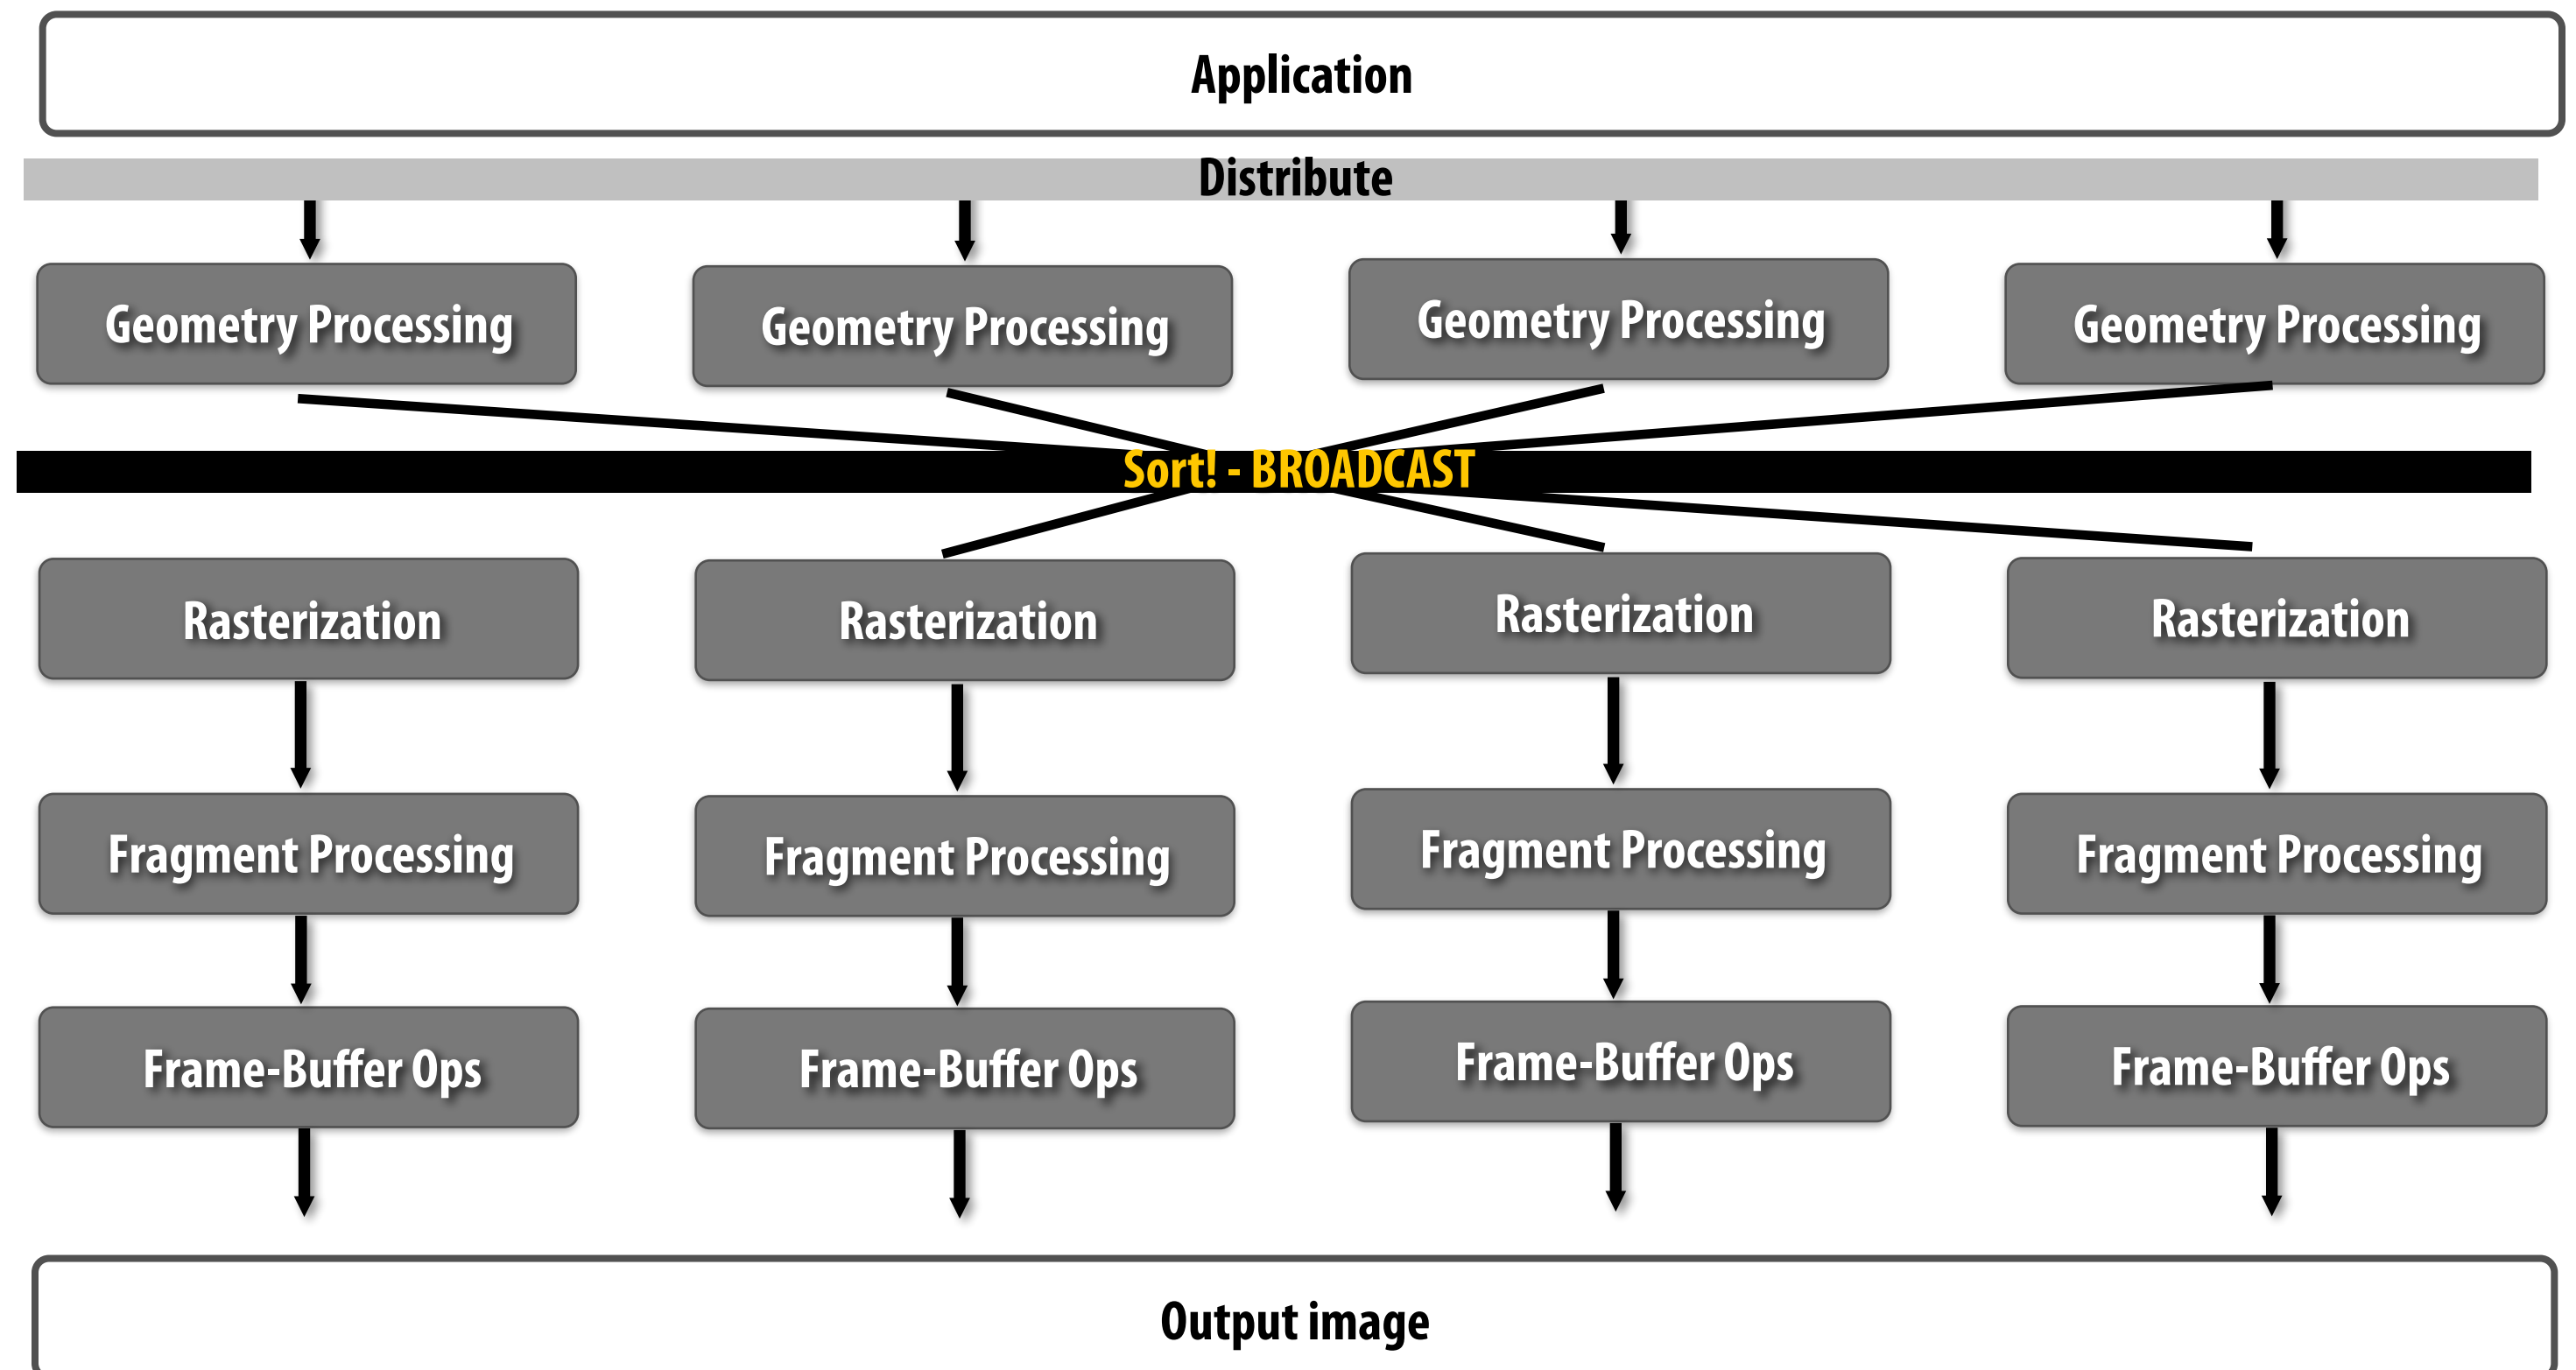 Application
Distribute
Geometry Processing
Geometry Processing
Geometry Processing
Geometry Processing
Sort! - BROADCAST
Rasterization
Rasterization
Rasterization
Rasterization
Fragment Processing
Fragment Processing
Fragment Processing
Fragment Processing
Frame-Buffer Ops
Frame-Buffer Ops
Frame-Buffer Ops
Frame-Buffer Ops
Output image